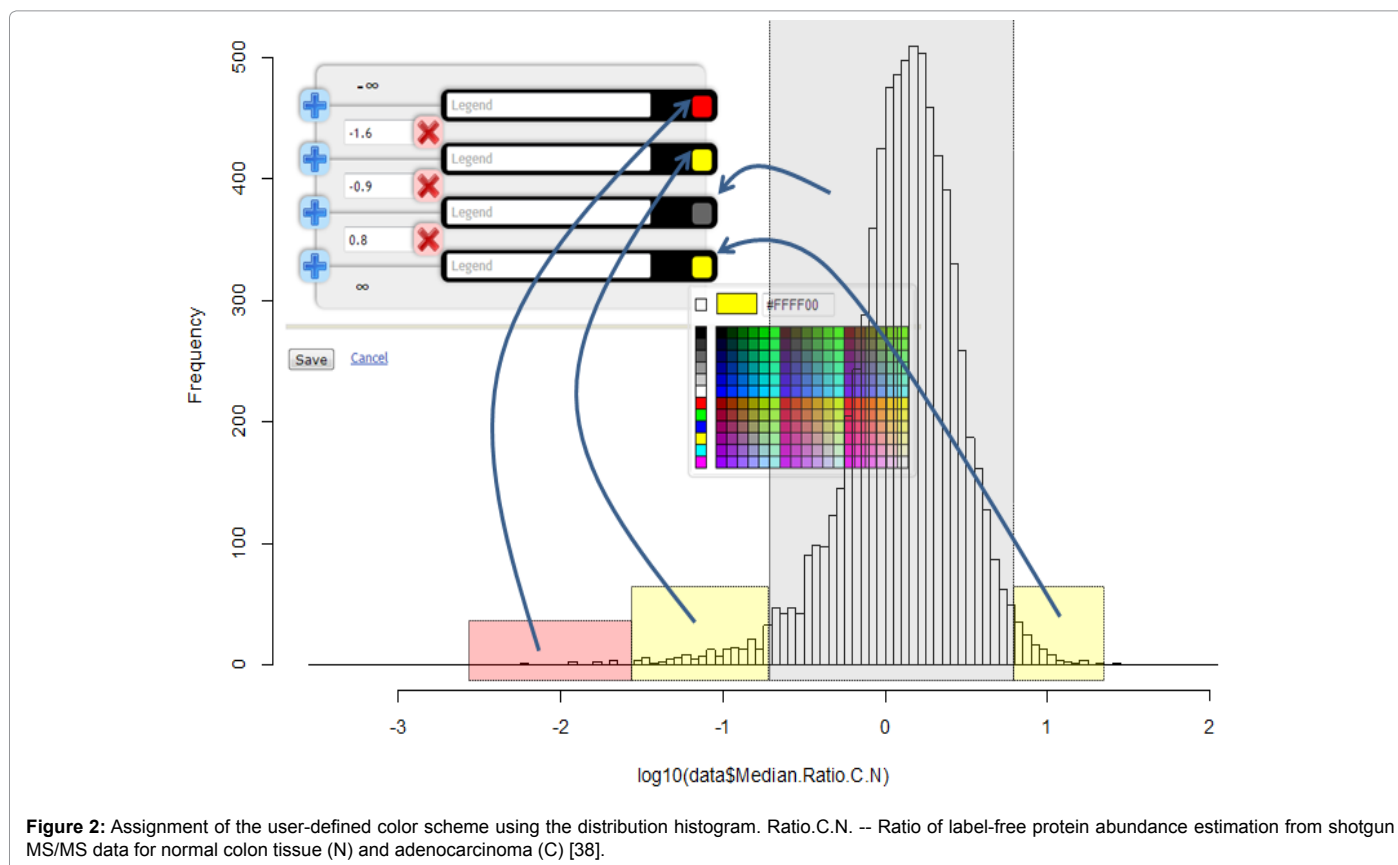 500
400
300
200
100
0
Frequency
-∞
Legend
-1.6
Legend
-0.9
Legend
0.8
Legend
∞
#FFFF00
Save Cancel
-3 -2 -1 0 1 2
log10(data$Median.Ratio.C.N)
Figure 2: Assignment of the user-defined color scheme using the distribution histogram. Ratio.C.N. -- Ratio of label-free protein abundance estimation from shotgun
MS/MS data for normal colon tissue (N) and adenocarcinoma (C) [38].